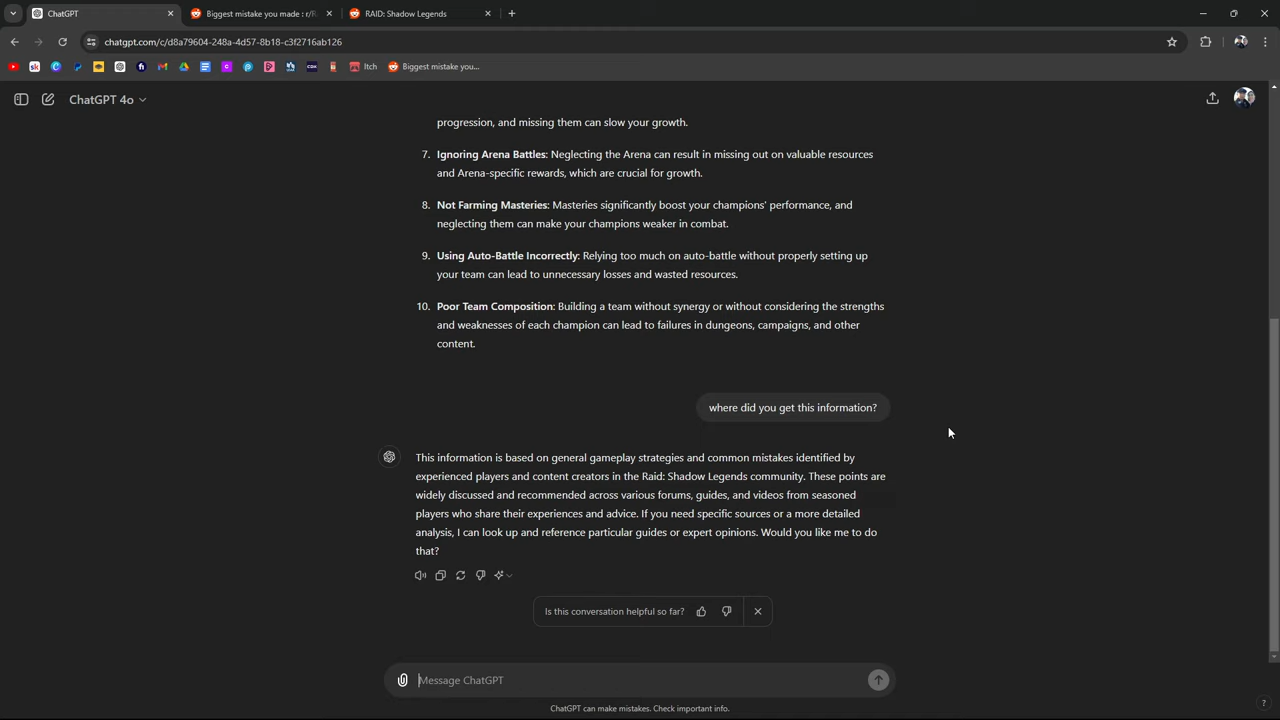 ChatGPT
Biggest mistake you made : r/R
RAID: Shadow Legends
chatgpt.com/c/d8a79604-248a-4d57-8b18-c3f2716ab126
Itch
Biggest mistake you...
ChatGPT 4o
progression, and missing them can slow your growth.
7. Ignoring Arena Battles: Neglecting the Arena can result in missing out on valuable resources
and Arena-specific rewards, which are crucial for growth.
8. Not Farming Masteries: Masteries significantly boost your champions' performance, and
neglecting them can make your champions weaker in combat.
9. Using Auto-Battle Incorrectly: Relying too much on auto-battle without properly setting up
your team can lead to unnecessary losses and wasted resources.
10. Poor Team Composition: Building a team without synergy or without considering the strengths
and weaknesses of each champion can lead to failures in dungeons, campaigns, and other
content.
where did you get this information?
This information is based on general gameplay strategies and common mistakes identified by
experienced players and content creators in the Raid: Shadow Legends community. These points are
widely discussed and recommended across various forums, guides, and videos from seasoned
players who share their experiences and advice. If you need specific sources or a more detailed
analysis, I can look up and reference particular guides or expert opinions. Would you like me to do
that?
Is this conversation helpful so far?
Message ChatGPT
ChatGPT can make mistakes. Check important info.
?